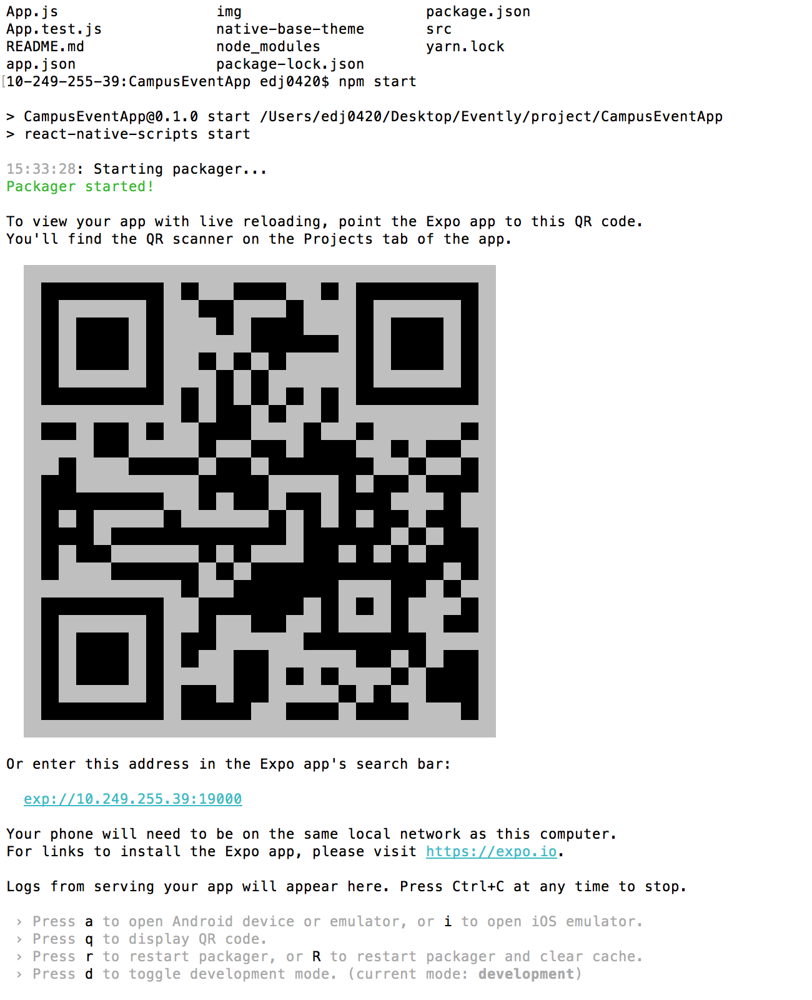 App.js                  img                     package.json
App.test.js             native-base-theme       src
README.md               node_modules            yarn.lock
app.json                package-lock.json
[10-249-255-39:CampusEventApp edj0420$ npm start
> CampusEventApp@0.1.0 start /Users/edj0420/Desktop/Evently/project/CampusEventApp
> react-native-scripts start
15:33:28: Starting packager...
Packager started!
To view your app with live reloading, point the Expo app to this QR code.
You'll find the QR scanner on the Projects tab of the app.
Or enter this address in the Expo app's search bar:
exp://10.249.255.39:19000
Your phone will need to be on the same local network as this computer.
For links to install the Expo app, please visit https://expo.io.
Logs from serving your app will appear here. Press Ctrl+C at any time to stop.
› Press a to open Android device or emulator, or i to open iOS emulator.
› Press q to display QR code.
› Press r to restart packager, or R to restart packager and clear cache.
› Press d to toggle development mode. (current mode: development)